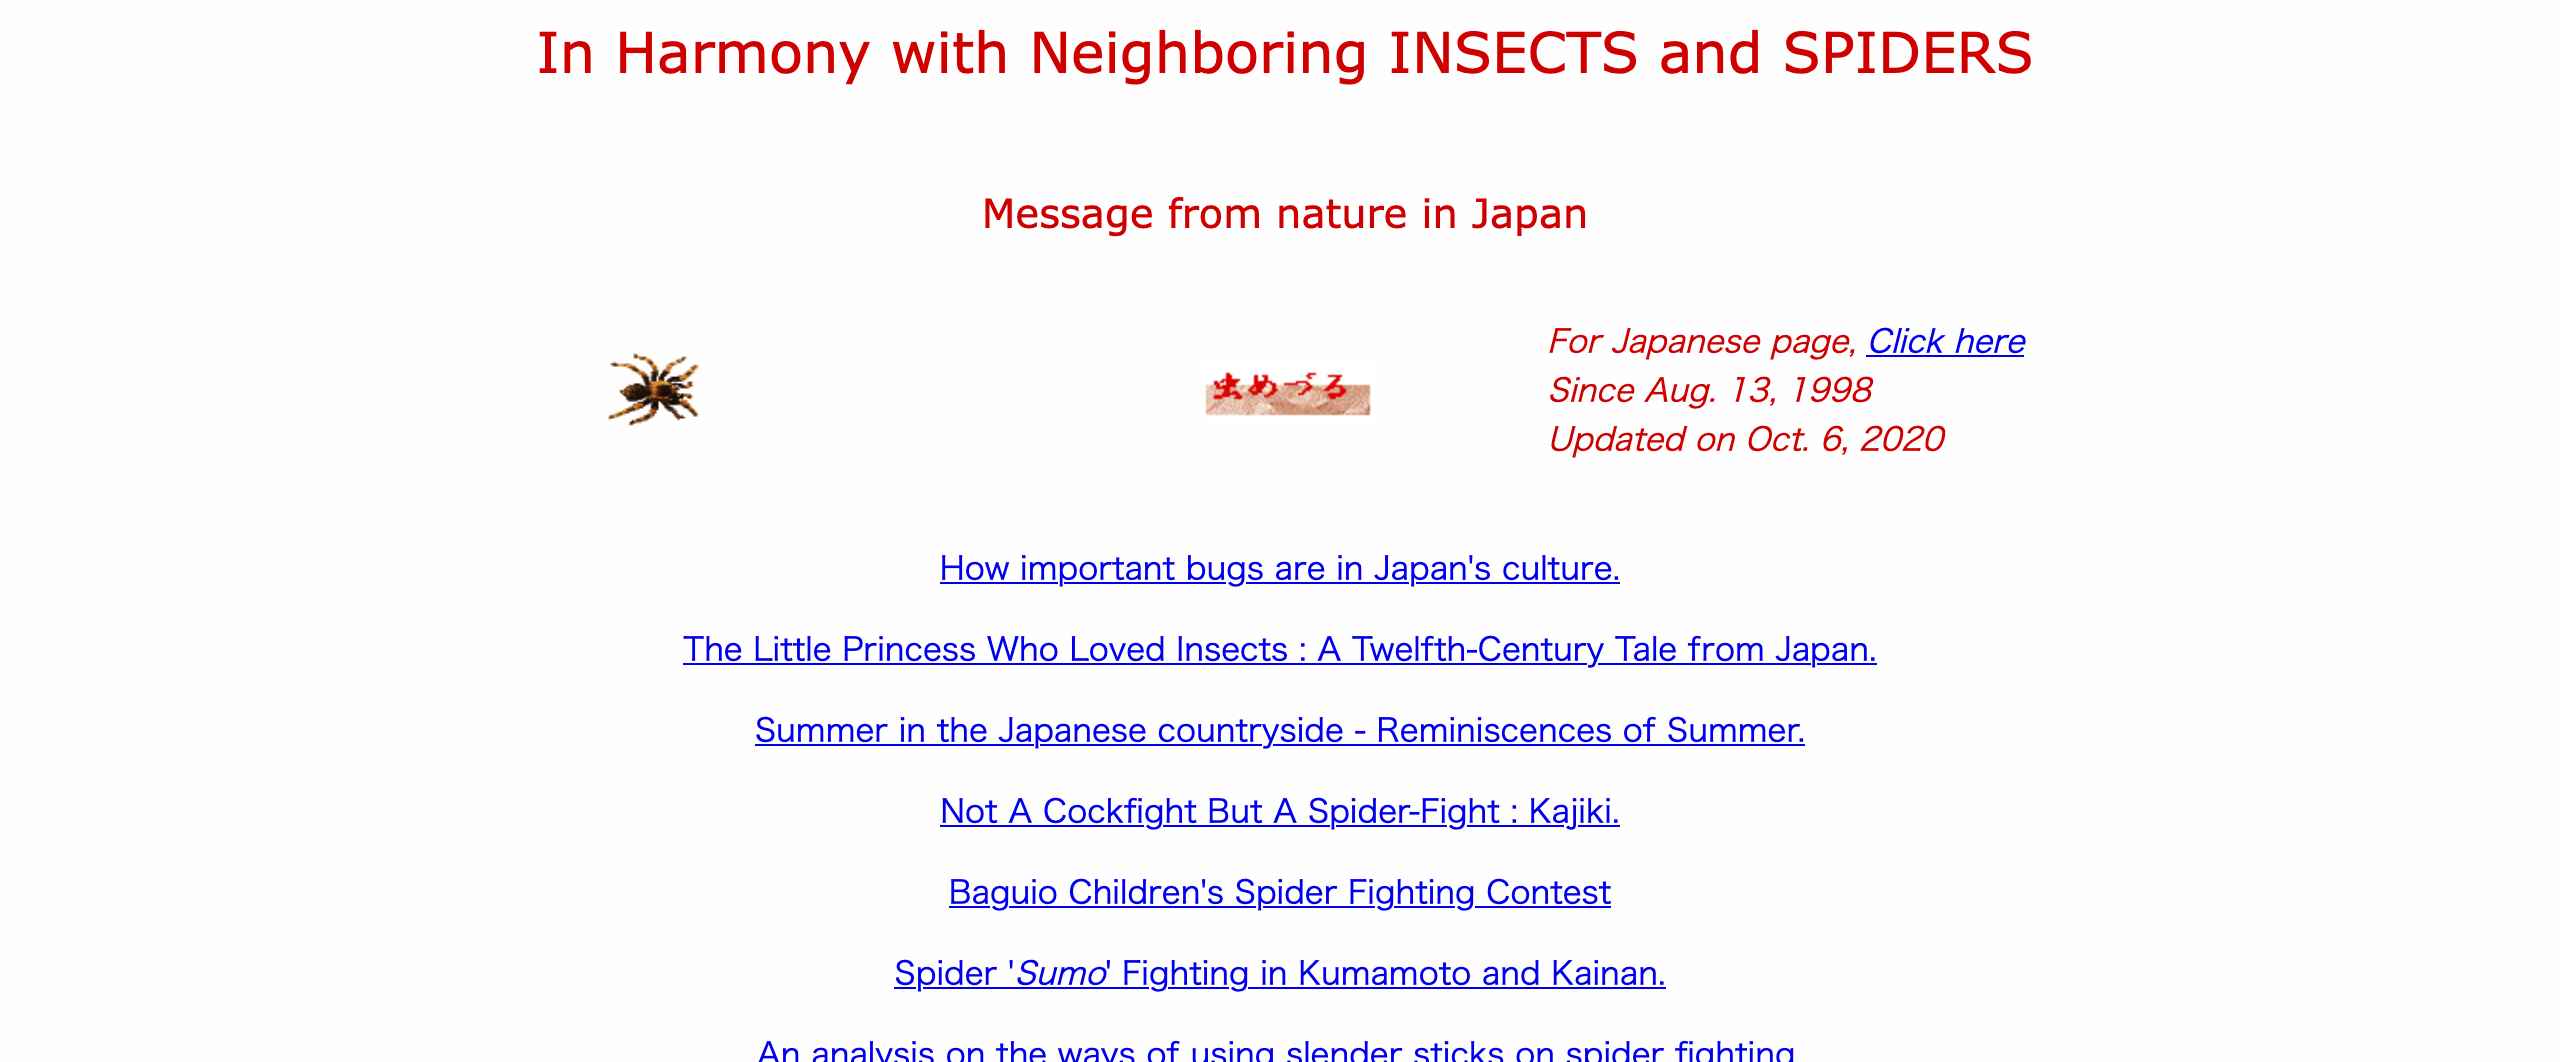 In Harmony with Neighboring INSECTS and SPIDERS
Message from nature in Japan
虫めづる
For Japanese page, Click here
Since Aug. 13, 1998
Updated on Oct. 6, 2020
How important bugs are in Japan's culture.
The Little Princess Who Loved Insects : A Twelfth-Century Tale from Japan.
Summer in the Japanese countryside - Reminiscences of Summer.
Not A Cockfight But A Spider-Fight : Kajiki.
Baguio Children's Spider Fighting Contest
Spider 'Sumo' Fighting in Kumamoto and Kainan.
An analysis on the ways of using slender sticks on spider fighting